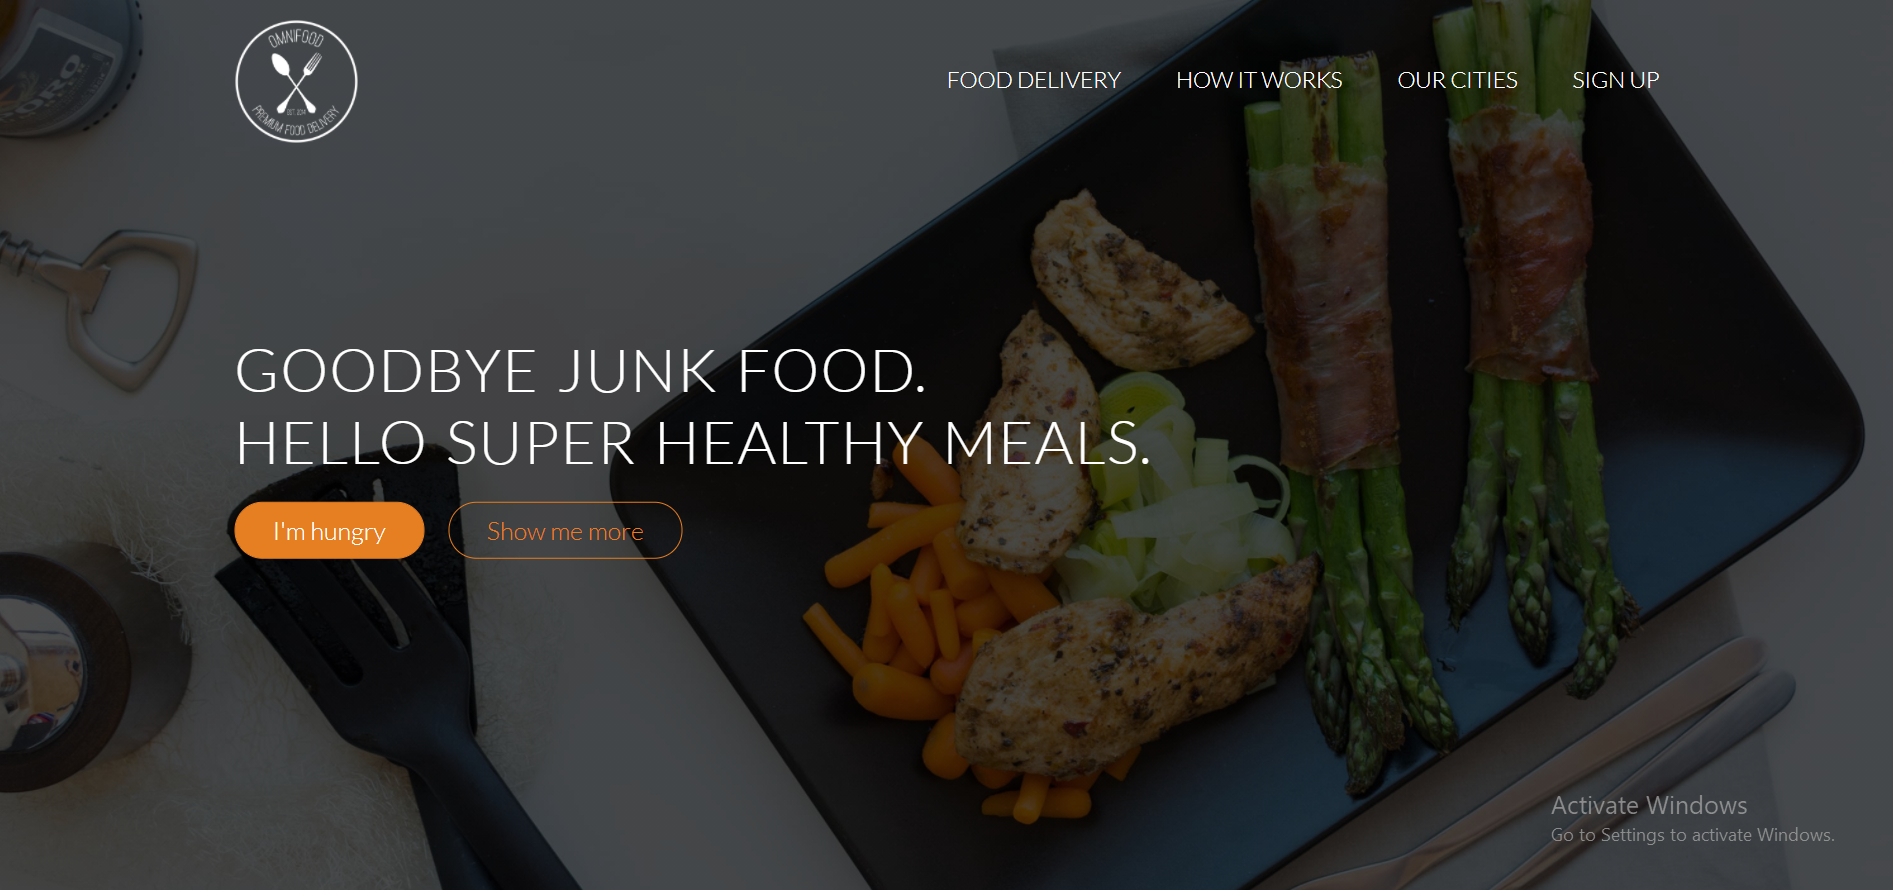 OMNIFOOD
EST. 2014
PREMIUM FOOD DELIVERY
FOOD DELIVERY
HOW IT WORKS
OUR CITIES
SIGN UP
GOODBYE JUNK FOOD.
HELLO SUPER HEALTHY MEALS.
I'm hungry
Show me more
Activate Windows
Go to Settings to activate Windows.